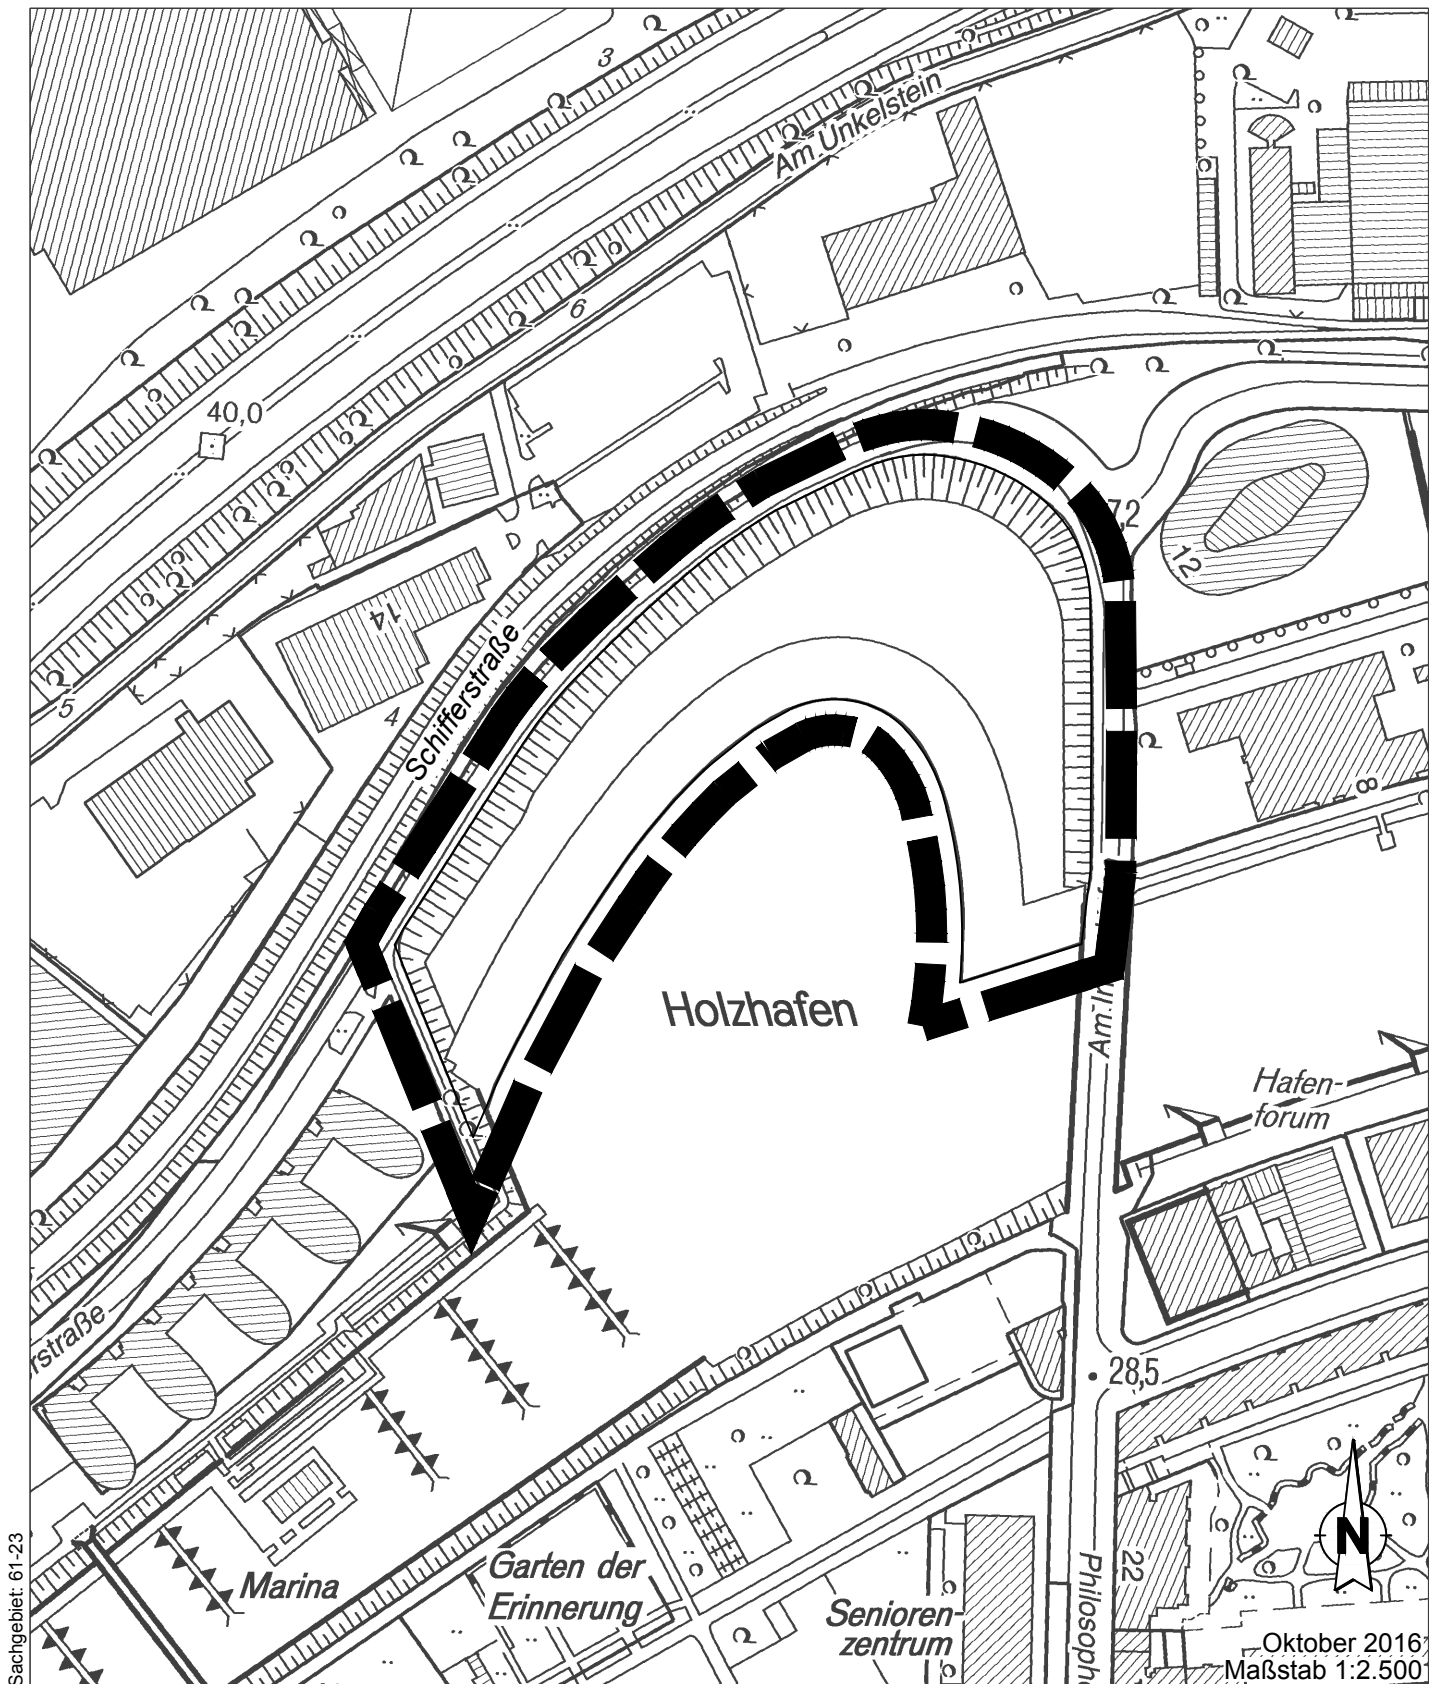 3
Am Unkelstein
6
40,0
7,2
12
14
5
4
Schifferstraße
8
Holzhafen
Am In
Hafen-
forum
rstraße
28,5
Marina
Garten der
Erinnerung
Senioren-
zentrum
Philosophe
22
N
Sachgebiet: 61-23
Oktober 2016
Maßstab 1:2.500